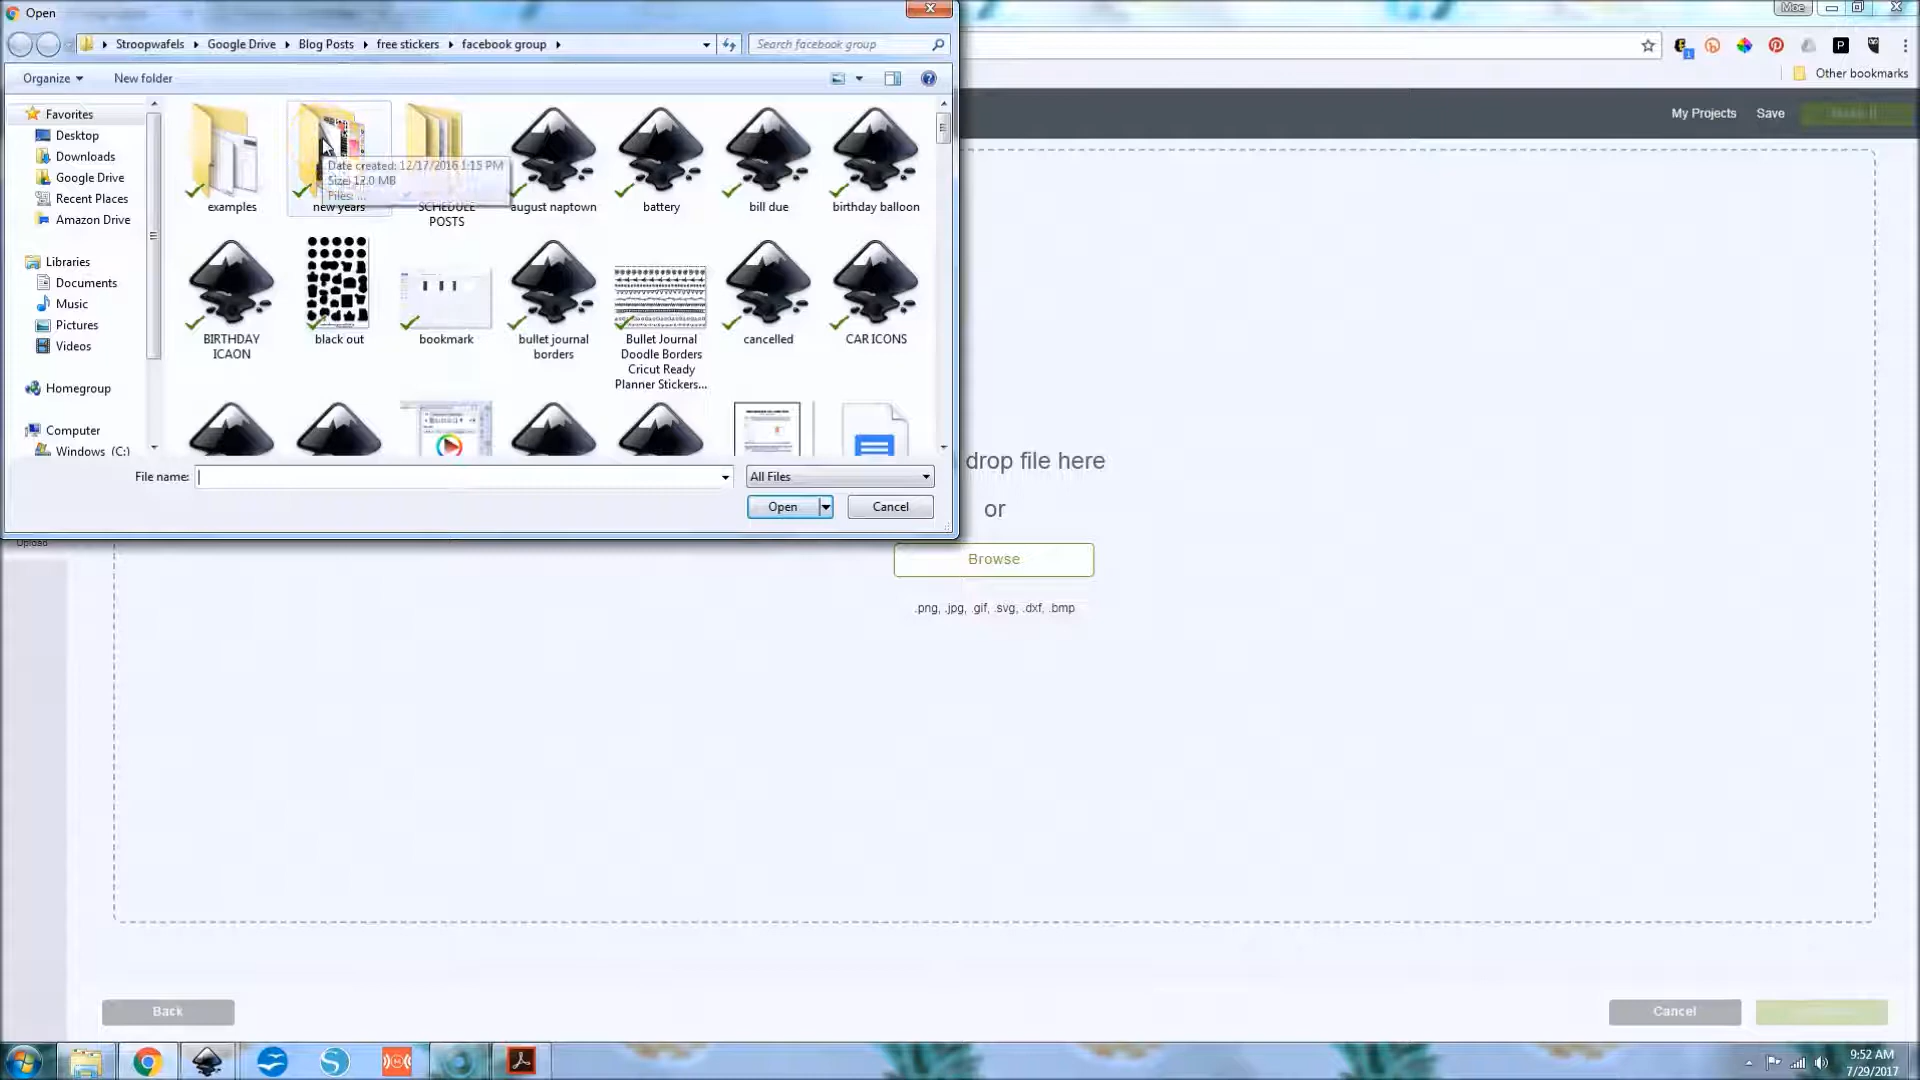 Open
Moe
Stroopwafels
Google Drive
Blog Posts
free stickers
facebook group
Search facebook group
Other bookmarks
Organize
New folder
My Projects
Save
Favorites
Desktop
Downloads
Google Drive
Recent Places
Amazon Drive
Libraries
Documents
Music
Pictures
Videos
Homegroup
Computer
Windows (C:)
Date created: 12/17/2016 1:15 PM
Size: 12.0 MB
Files: ...
examples
new years
SCHEDULE
POSTS
august naptown
battery
bill due
birthday balloon
BIRTHDAY
ICAON
black out
bookmark
bullet journal
borders
Bullet Journal
Doodle Borders
Cricut Ready
Planner Stickers...
cancelled
CAR ICONS
File name:
All Files
Open
Cancel
Upload
drop file here
or
Browse
.png, .jpg, .gif, .svg, .dxf, .bmp
Back
Cancel
9:52 AM
7/29/2017